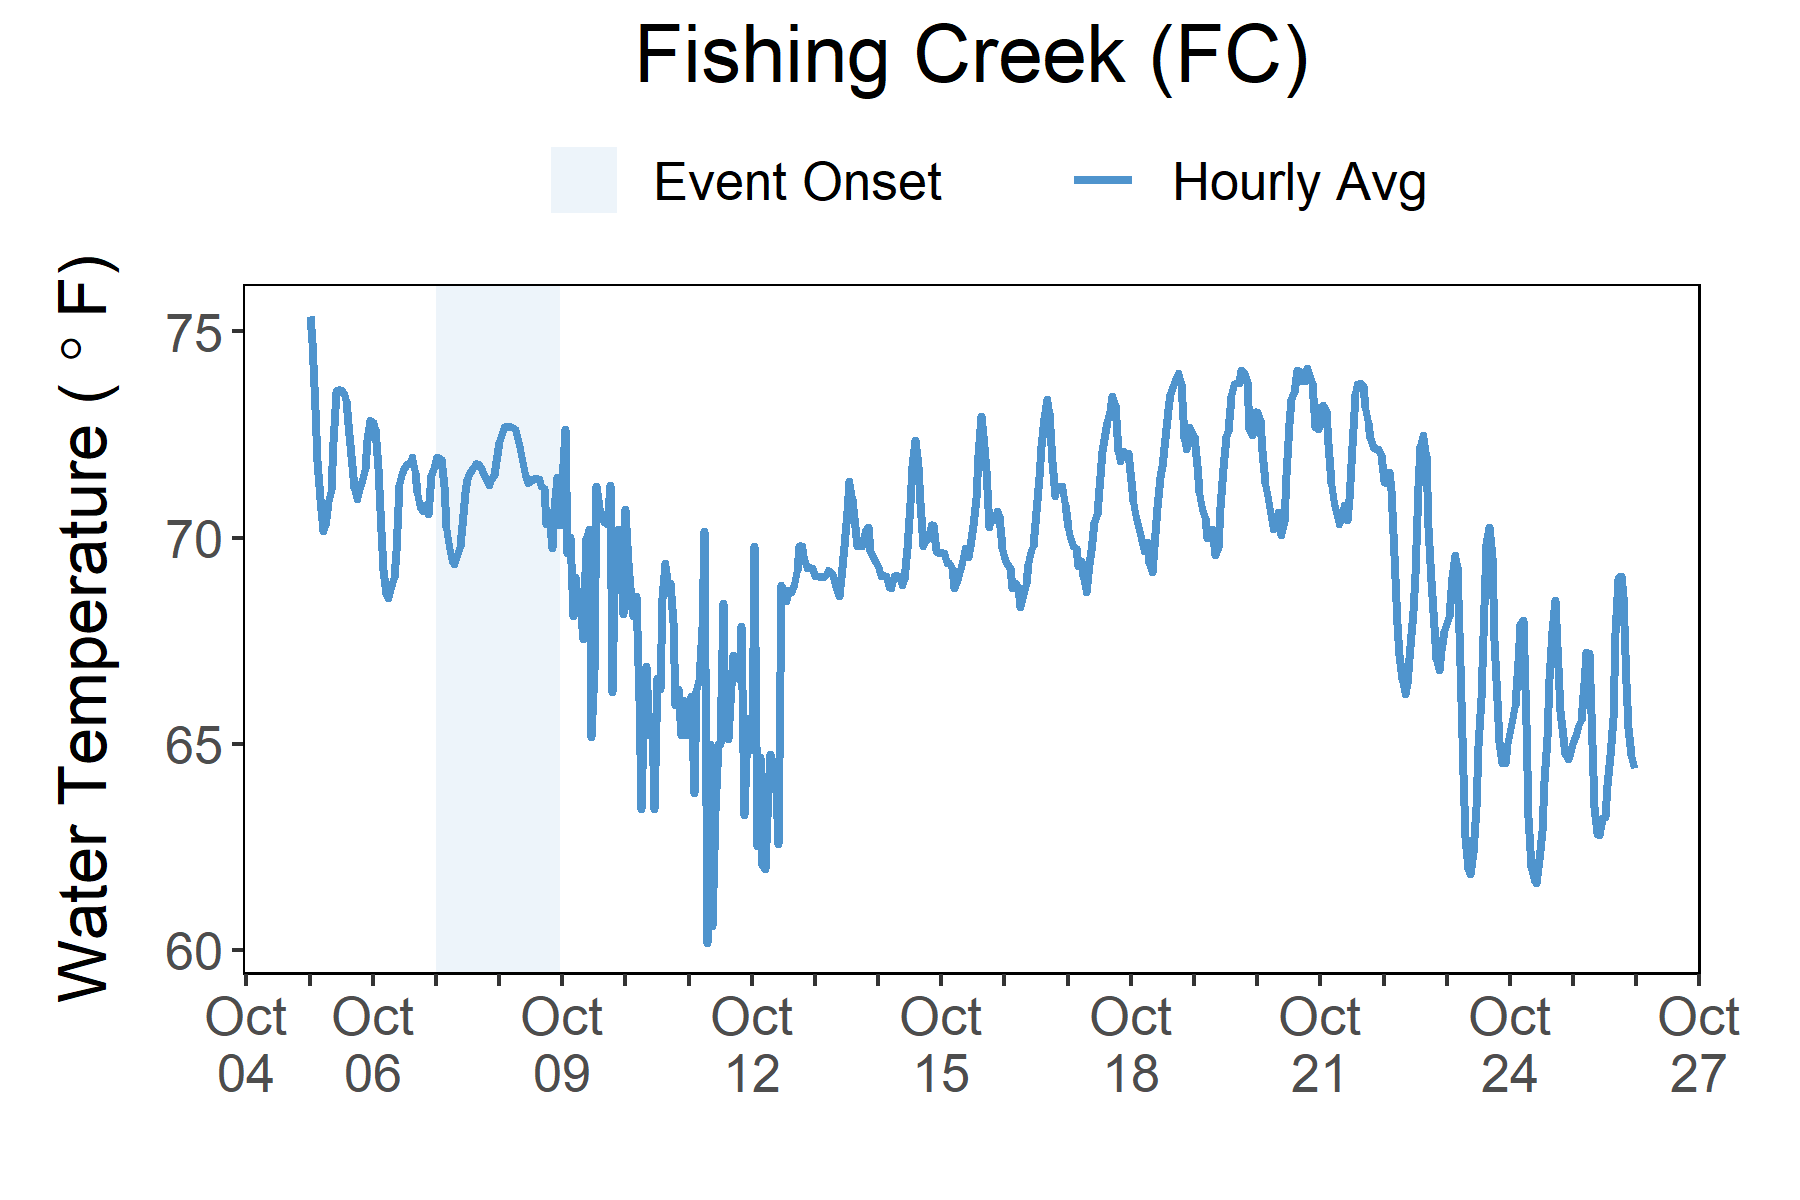 Fishing Creek (FC)
Event Onset
Hourly Avg
Water Temperature ( ° F)
75
70
65
60
Oct 04
Oct 06
Oct 09
Oct 12
Oct 15
Oct 18
Oct 21
Oct 24
Oct 27